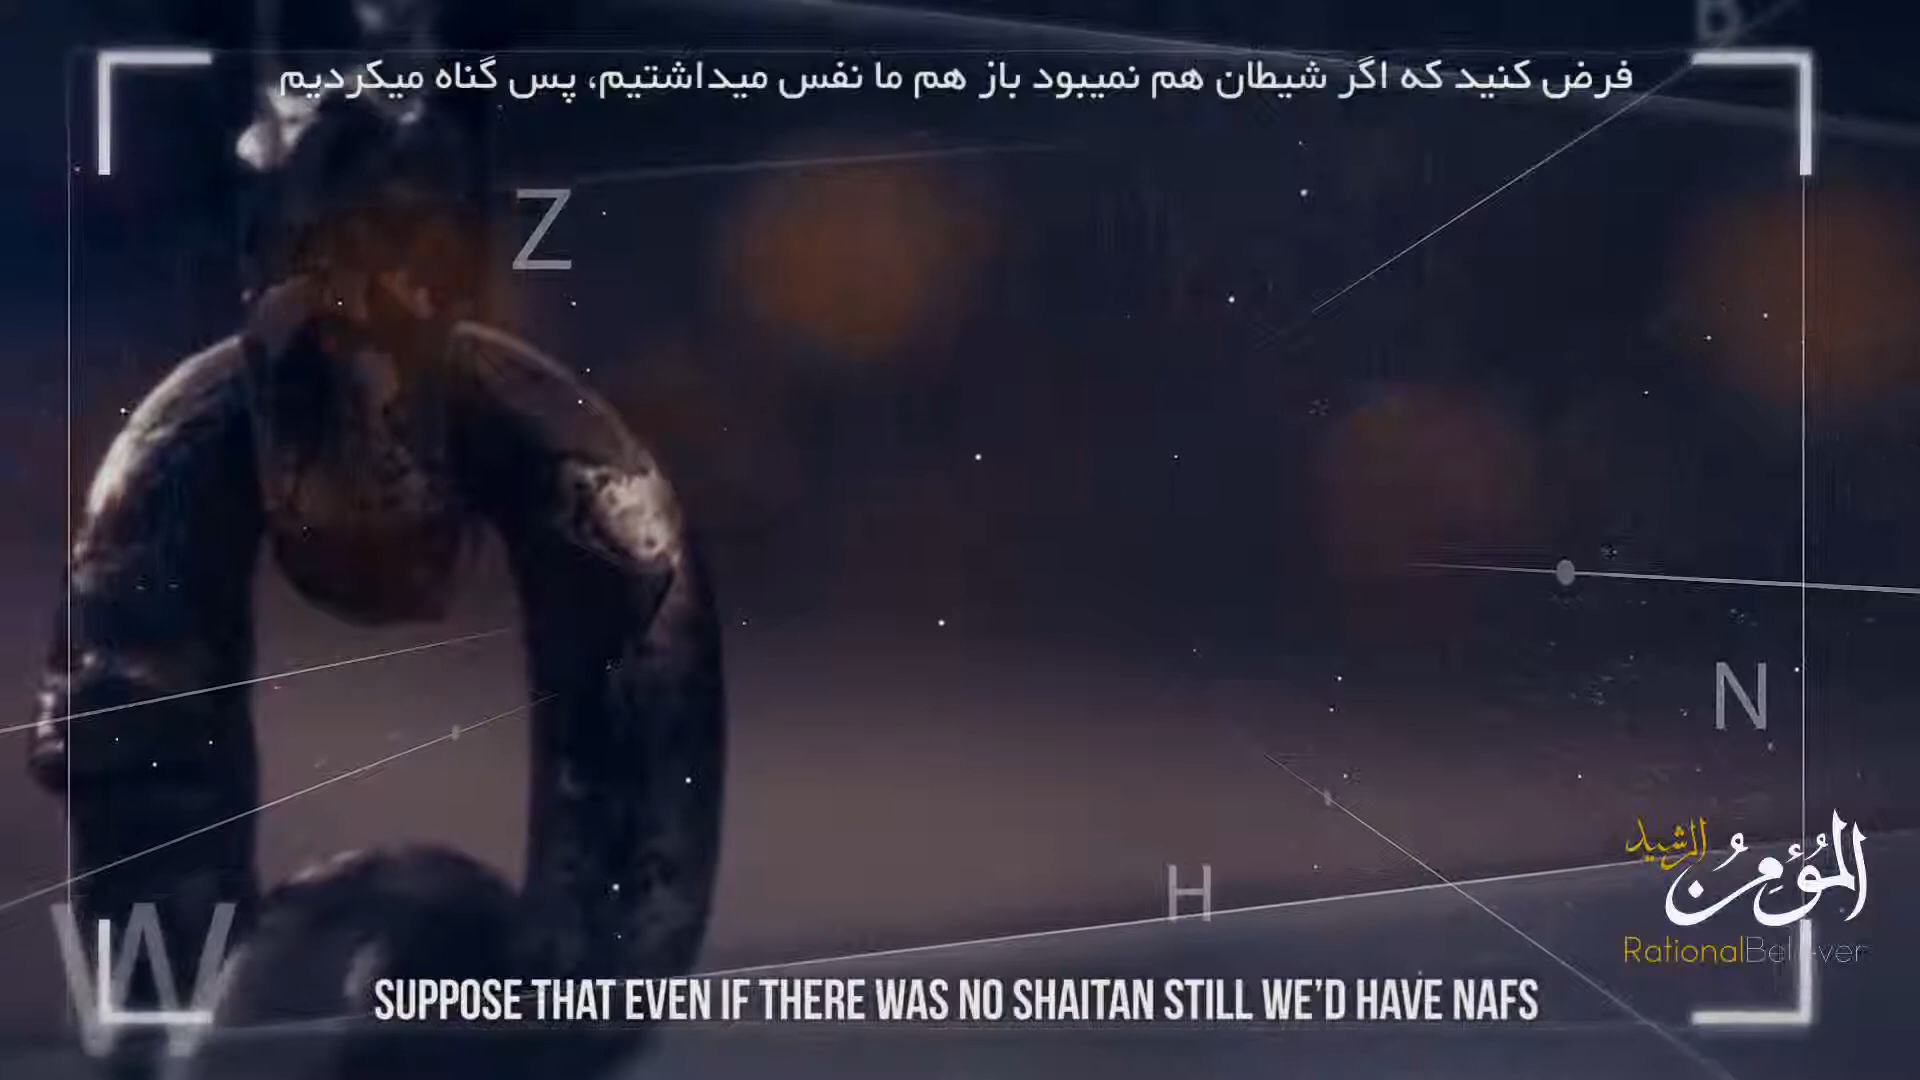 B
فرض کنید که اگر شیطان هم نمیبود باز هم ما نفس میداشتیم، پس گناه میکردیم
Z
N
المؤمن الرشيد
RationalBeliever
H
W
SUPPOSE THAT EVEN IF THERE WAS NO SHAITAN STILL WE'D HAVE NAFS